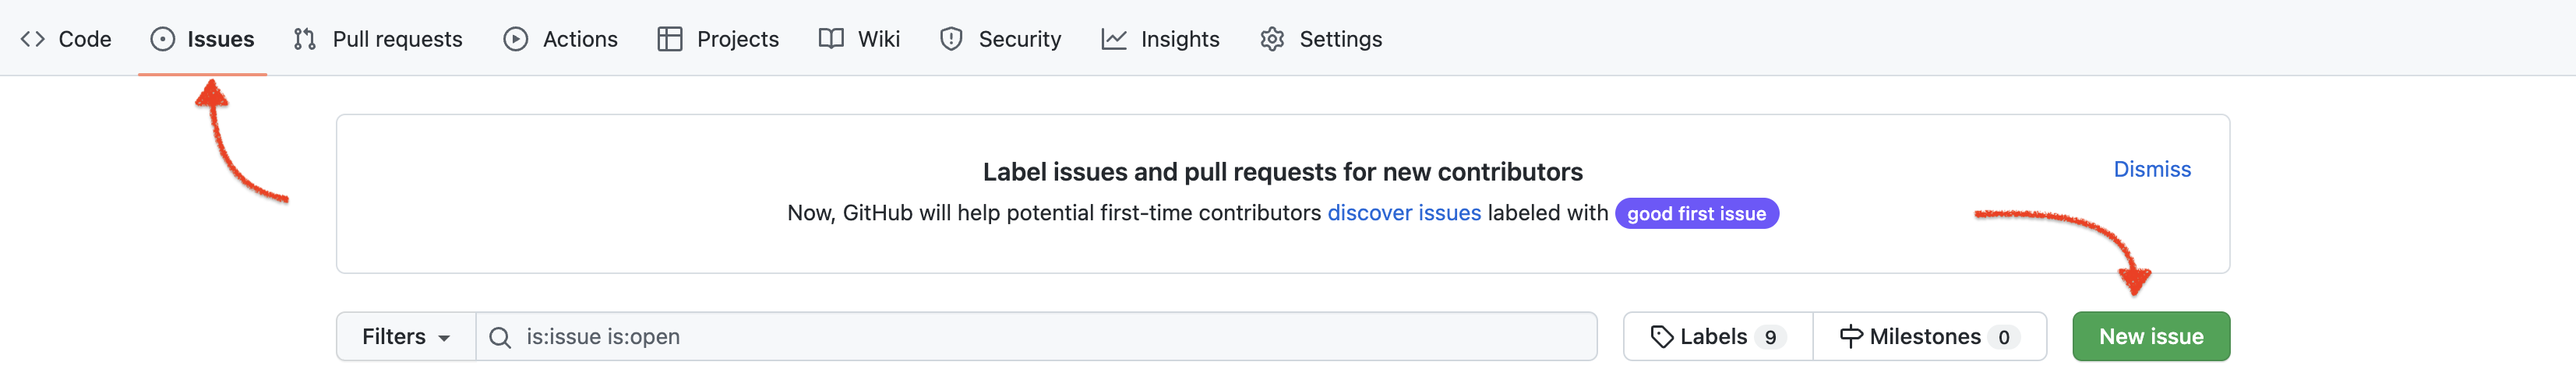 Code Issues Pull requests Actions Projects Wiki Security Insights Settings
Label issues and pull requests for new contributors
Dismiss
Now, GitHub will help potential first-time contributors discover issues labeled with good first issue
Filters is:issue is:open Labels 9 Milestones 0 New issue